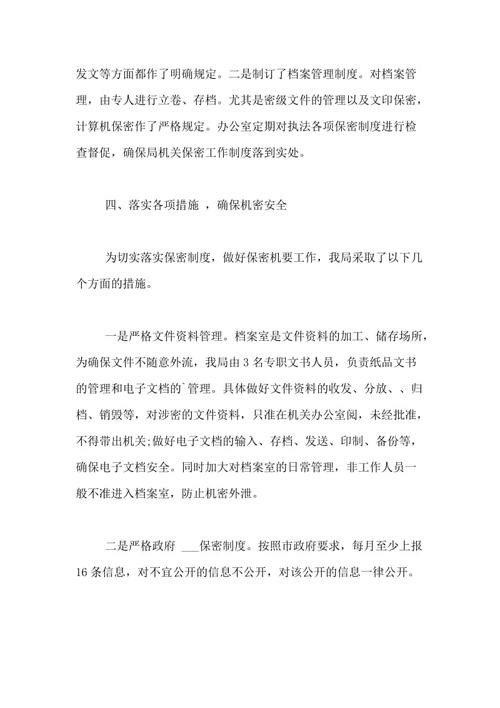 发文等方面都作了明确规定。二是制订了档案管理制度。对档案管
理，由专人进行立卷、存档。尤其是密级文件的管理以及文印保密，
计算机保密作了严格规定。办公室定期对执法各项保密制度进行检
查督促，确保局机关保密工作制度落到实处。
四、落实各项措施 ，确保机密安全
为切实落实保密制度，做好保密机要工作，我局采取了以下几
个方面的措施。
一是严格文件资料管理。档案室是文件资料的加工、储存场所，
为确保文件不随意外流，我局由 3 名专职文书人员，负责纸品文书
的管理和电子文档的`管理。具体做好文件资料的收发、分放、、归
档、销毁等，对涉密的文件资料，只准在机关办公室阅，未经批准，
不得带出机关;做好电子文档的输入、存档、发送、印制、备份等，
确保电子文档安全。同时加大对档案室的日常管理，非工作人员一
般不准进入档案室，防止机密外泄。
二是严格政府 ___保密制度。按照市政府要求，每月至少上报
16 条信息，对不宜公开的信息不公开，对该公开的信息一律公开。